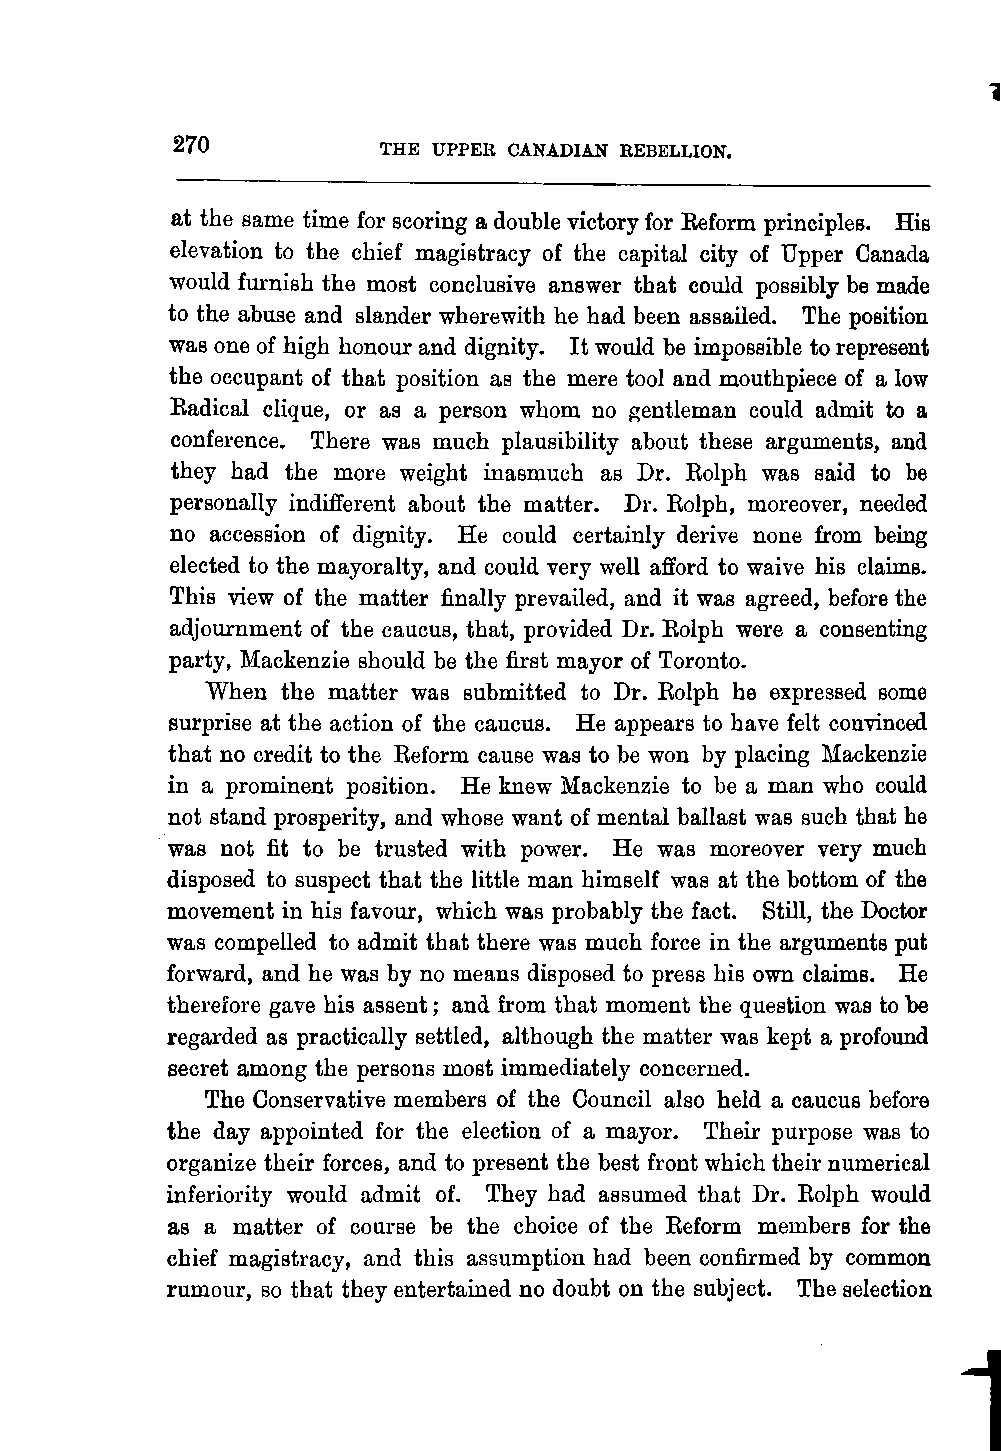 270 THE UPPER CANADIAN REBELLION.
at the same time for scoring a double victory for Reform principles. His
elevation to the chief magistracy of the capital city of Upper Canada
would furnish the most conclusive answer that could possibly be made
to the abuse and slander wherewith he had been assailed. The position
was one of high honour and dignity. It would be impossible to represent
the occupant of that position as the mere tool and mouthpiece of a low
Radical clique, or as a person whom no gentleman could admit to a
conference. There was much plausibility about these arguments, and
they had the more weight inasmuch as Dr. Rolph was said to be
personally indifferent about the matter. Dr. Rolph, moreover, needed
no accession of dignity. He could certainly derive none from being
elected to the mayoralty, and could very well afford to waive his claims.
This view of the matter finally prevailed, and it was agreed, before the
adjournment of the caucus, that, provided Dr. Rolph were a consenting
party, Mackenzie should be the first mayor of Toronto.
When the matter was submitted to Dr. Rolph he expressed some
surprise at the action of the caucus. He appears to have felt convinced
that no credit to the Reform cause was to be won by placing Mackenzie
in a prominent position. He knew Mackenzie to be a man who could
not stand prosperity, and whose want of mental ballast was such that he
was not fit to be trusted with power. He was moreover very much
disposed to suspect that the little man himself was at the bottom of the
movement in his favour, which was probably the fact. Still, the Doctor
was compelled to admit that there was much force in the arguments put
forward, and he was by no means disposed to press his own claims. He
therefore gave his assent; and from that moment the question was to be
regarded as practically settled, although the matter was kept a profound
secret among the persons most immediately concerned.
The Conservative members of the Council also held a caucus before
the day appointed for the election of a mayor. Their purpose was to
organize their forces, and to present the best front which their numerical
inferiority would admit of. They had assumed that Dr. Rolph would
as a matter of course be the choice of the Reform members for the
chief magistracy, and this assumption had been confirmed by common
rumour, so that they entertained no doubt on the subject. The selection